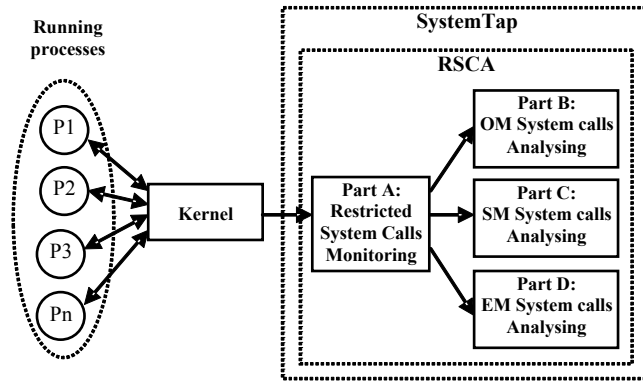 SystemTap
Running
processes
RSCA
P1
P2
P3
Pn
Kernel
Part A:
Restricted
System Calls
Monitoring
Part B:
OM System calls
Analysing
Part C:
SM System calls
Analysing
Part D:
EM System calls
Analysing